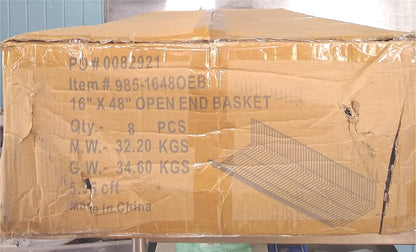 PO # 0082921
Item # 985-1648OEB
16" X 48" OPEN END BASKET
Qty.- 8 PCS
N.W.- 32.20 KGS
G.W.- 34.60 KGS
cft
Made in China